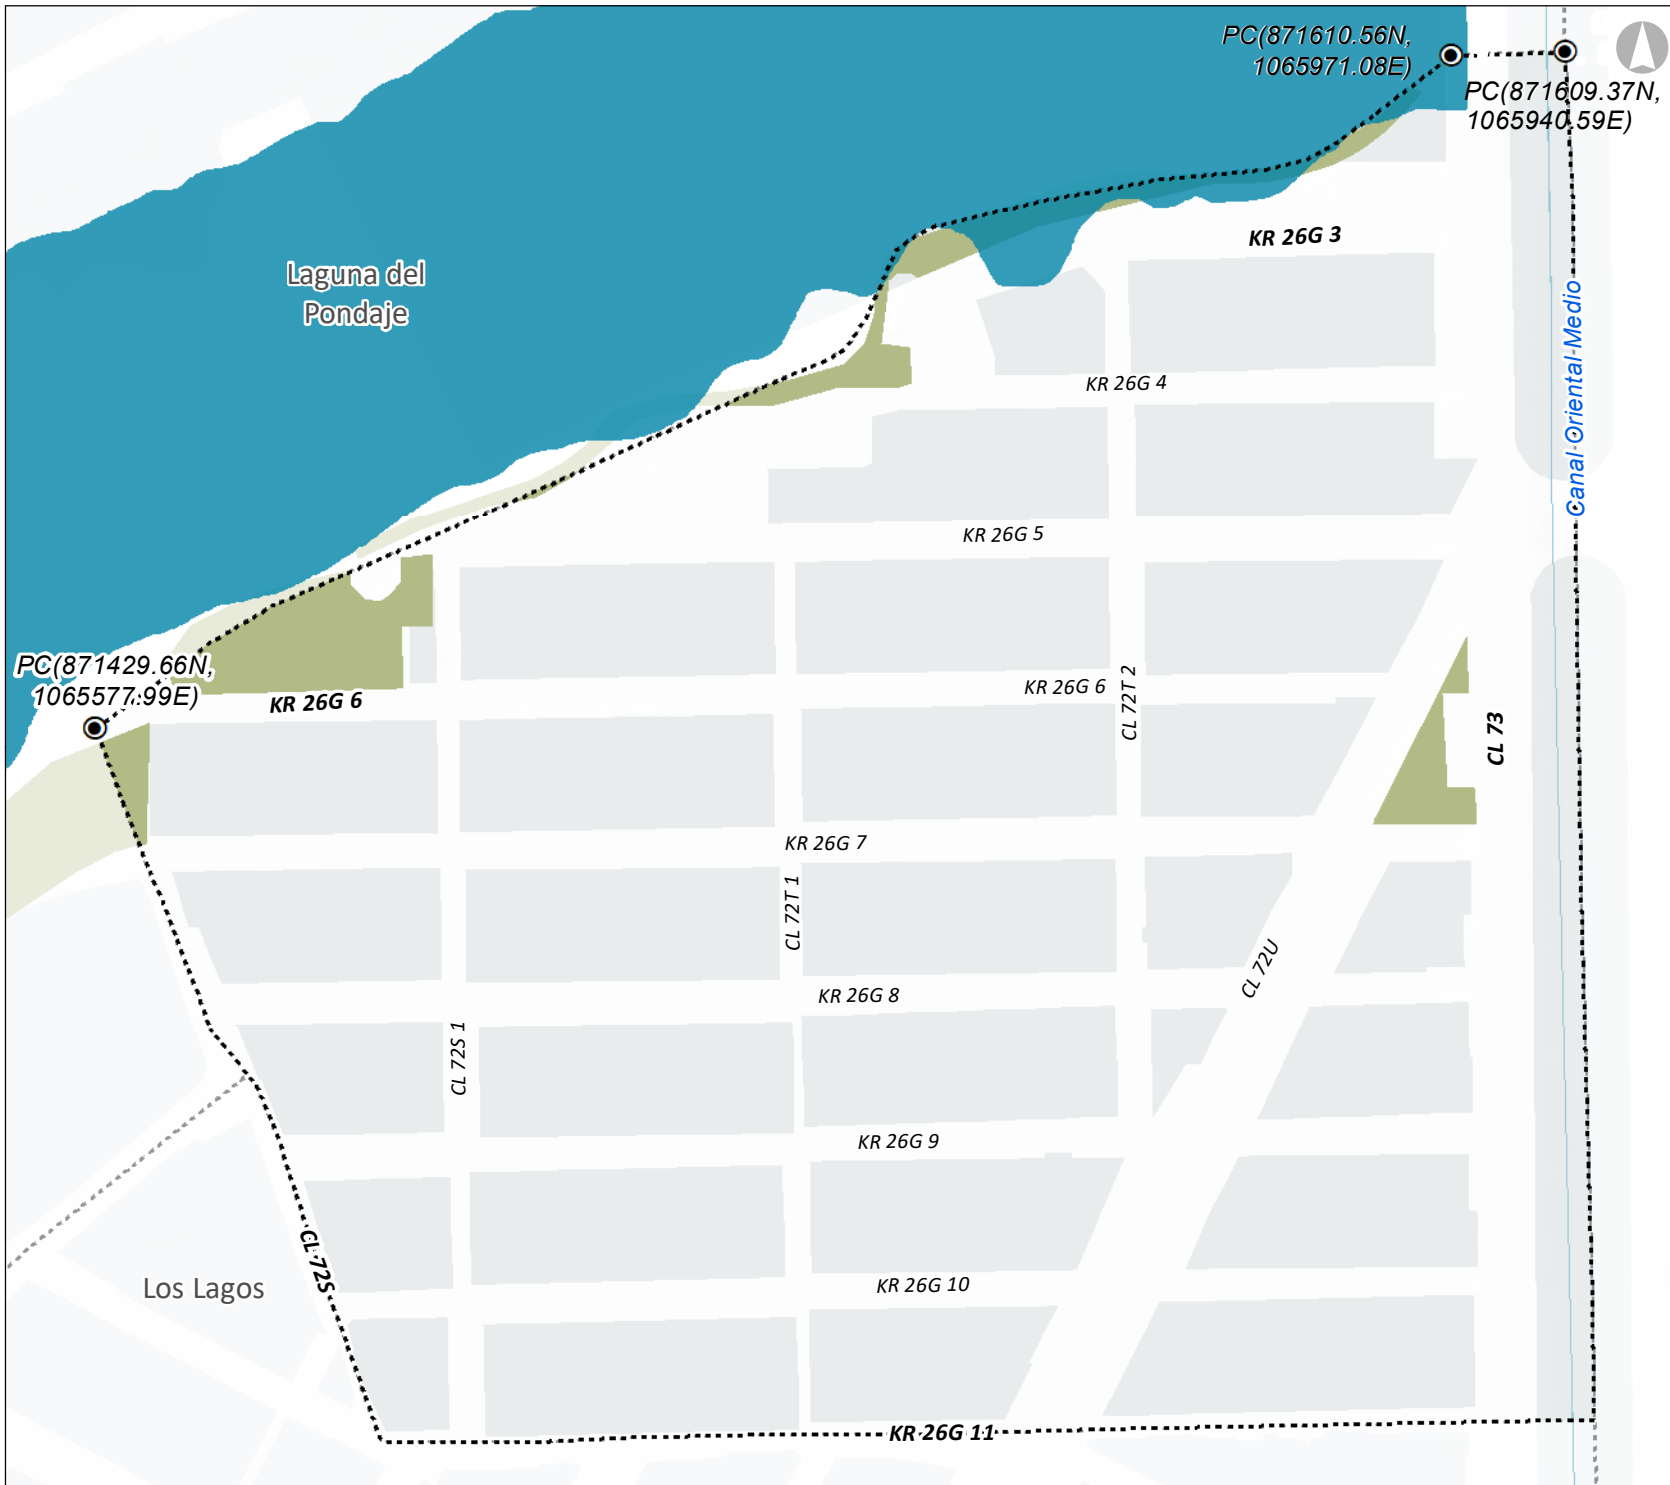 PC(871610.56N,
1065971.08E)
PC(871609.37N,
1065940.59E)
KR 26G 3
Laguna del
Pondaje
Canal Oriental Medio
KR 26G 4
KR 26G 5
PC(871429.66N,
1065577.99E)
KR 26G 6
KR 26G 6
CL 72T 2
CL 73
KR 26G 7
CL 72T 1
CL 72U
KR 26G 8
CL 72S 1
KR 26G 9
CL 72S
Los Lagos
KR 26G 10
KR 26G 11